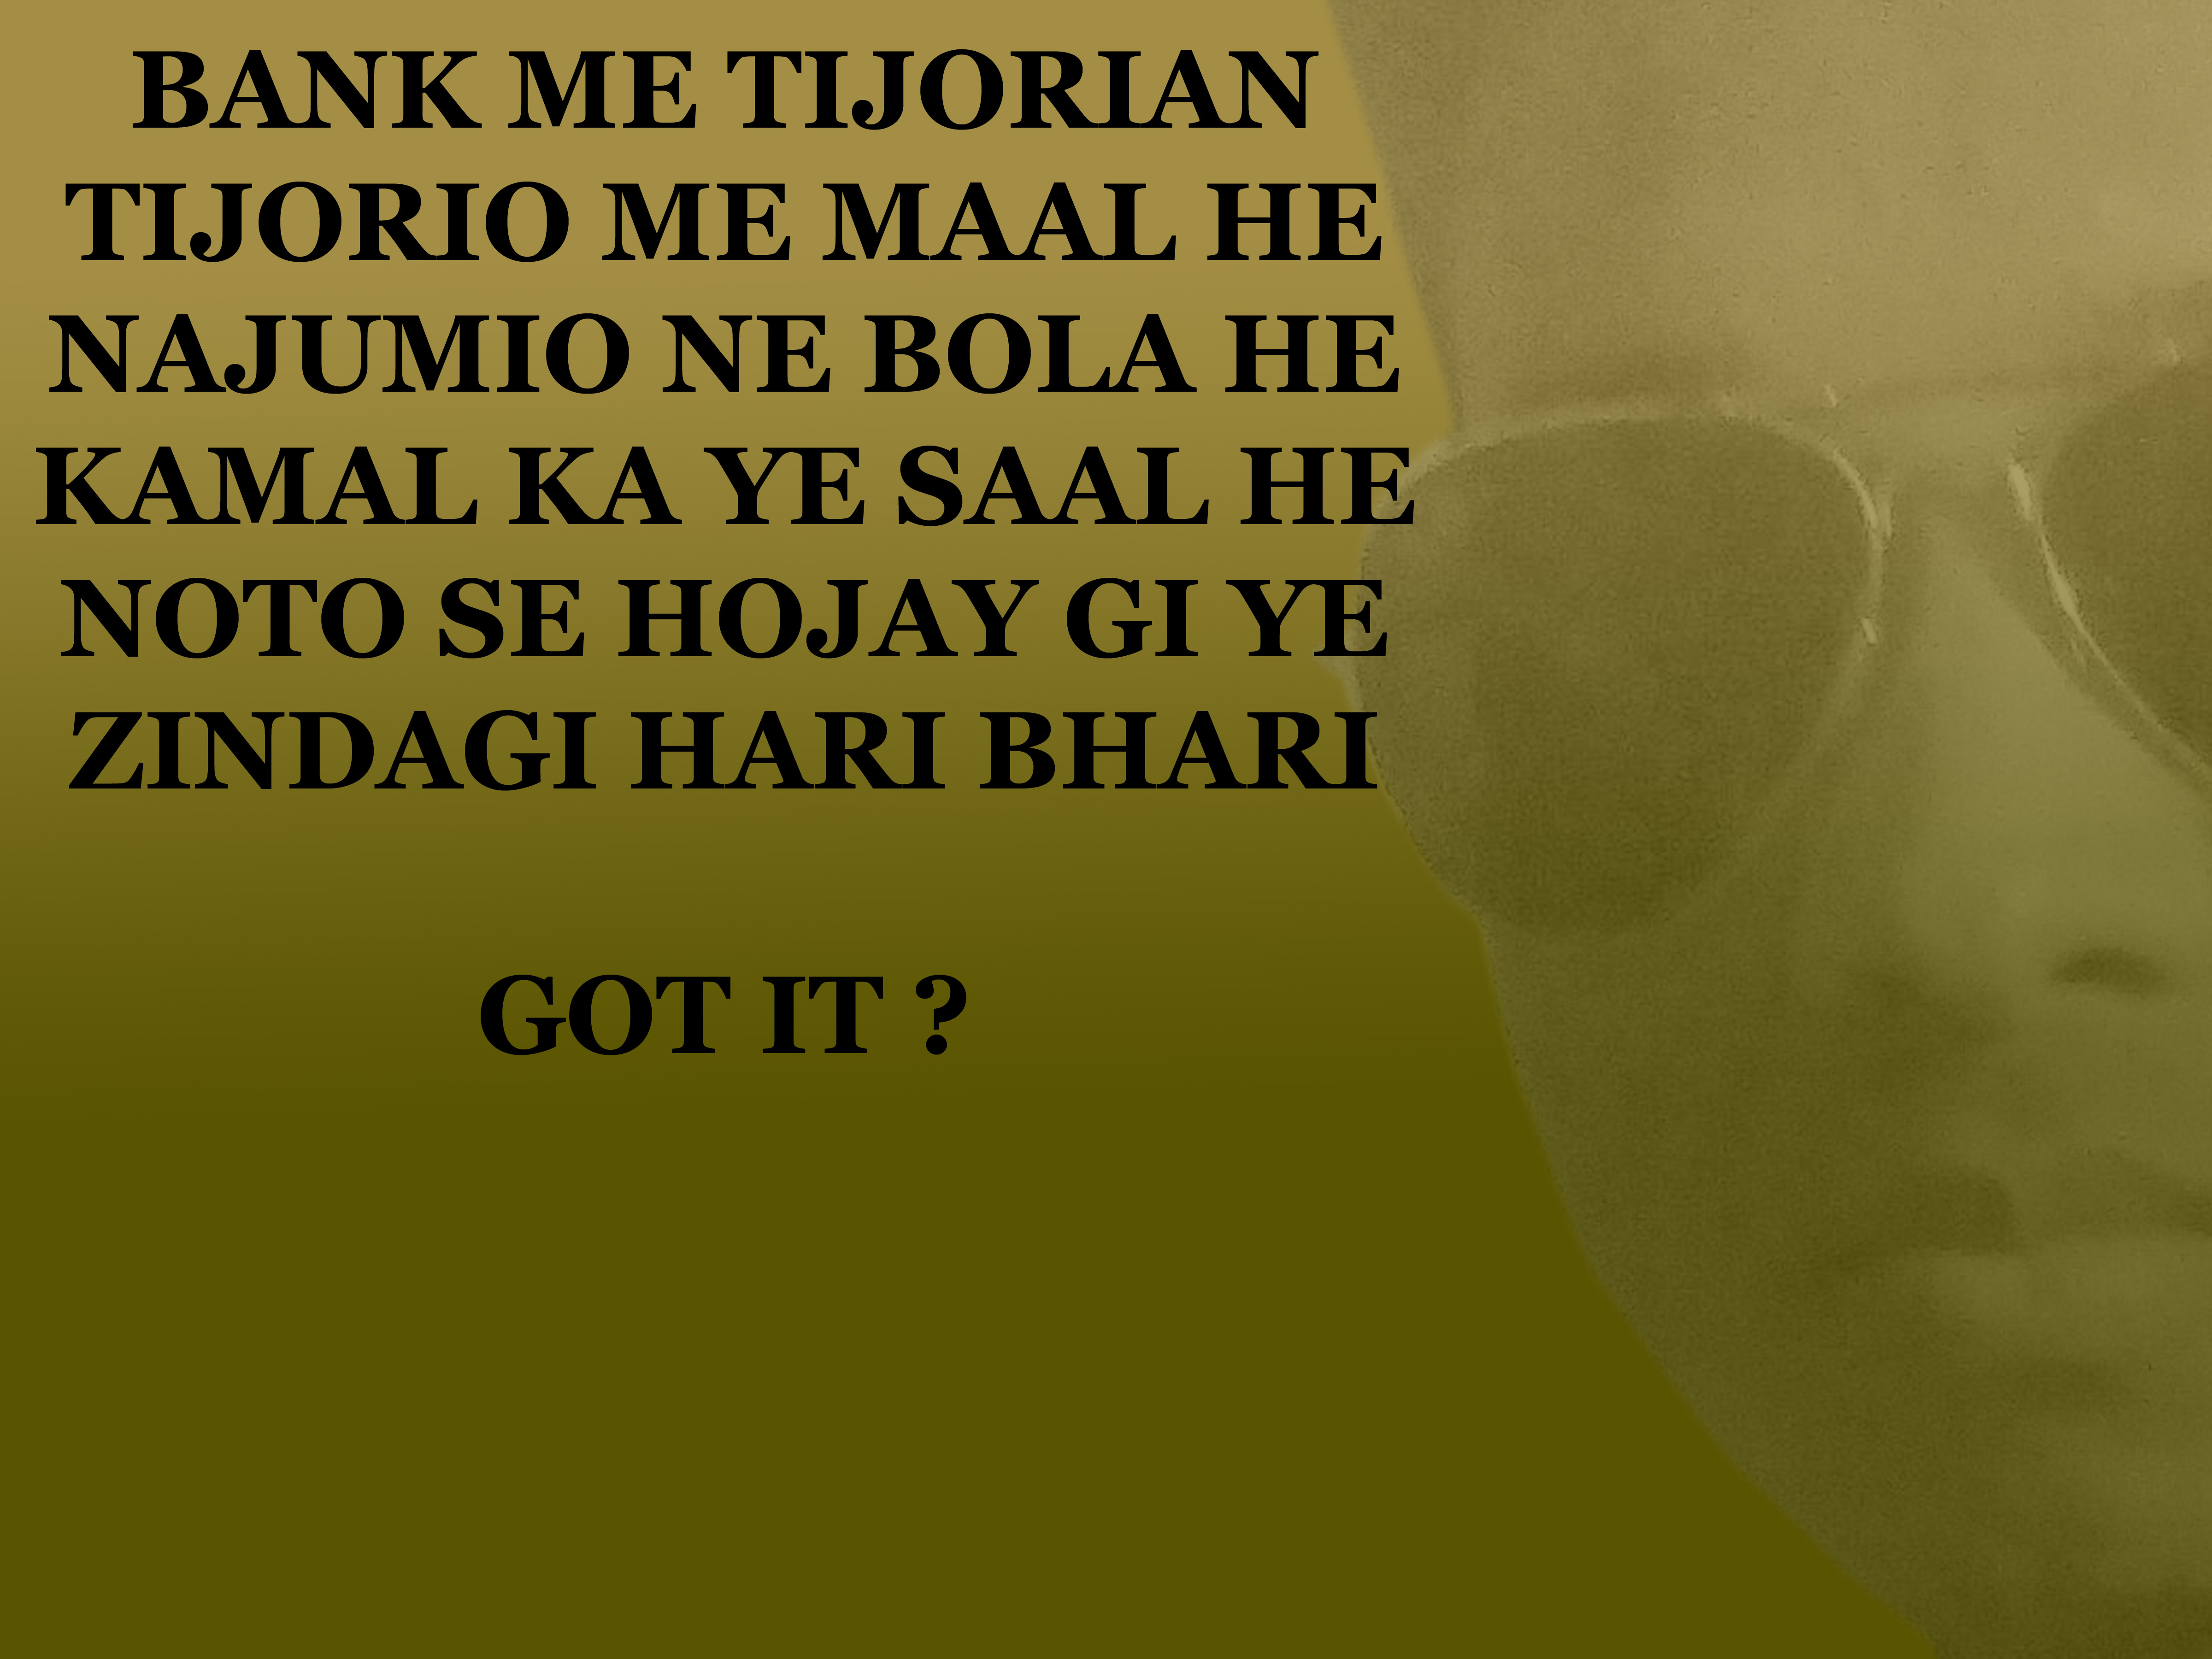 BANK ME TIJORIAN
TIJORIO ME MAAL HE
NAJUMIO NE BOLA HE
KAMAL KA YE SAAL HE
NOTO SE HOJAY GI YE
ZINDAGI HARI BHARI
GOT IT ?